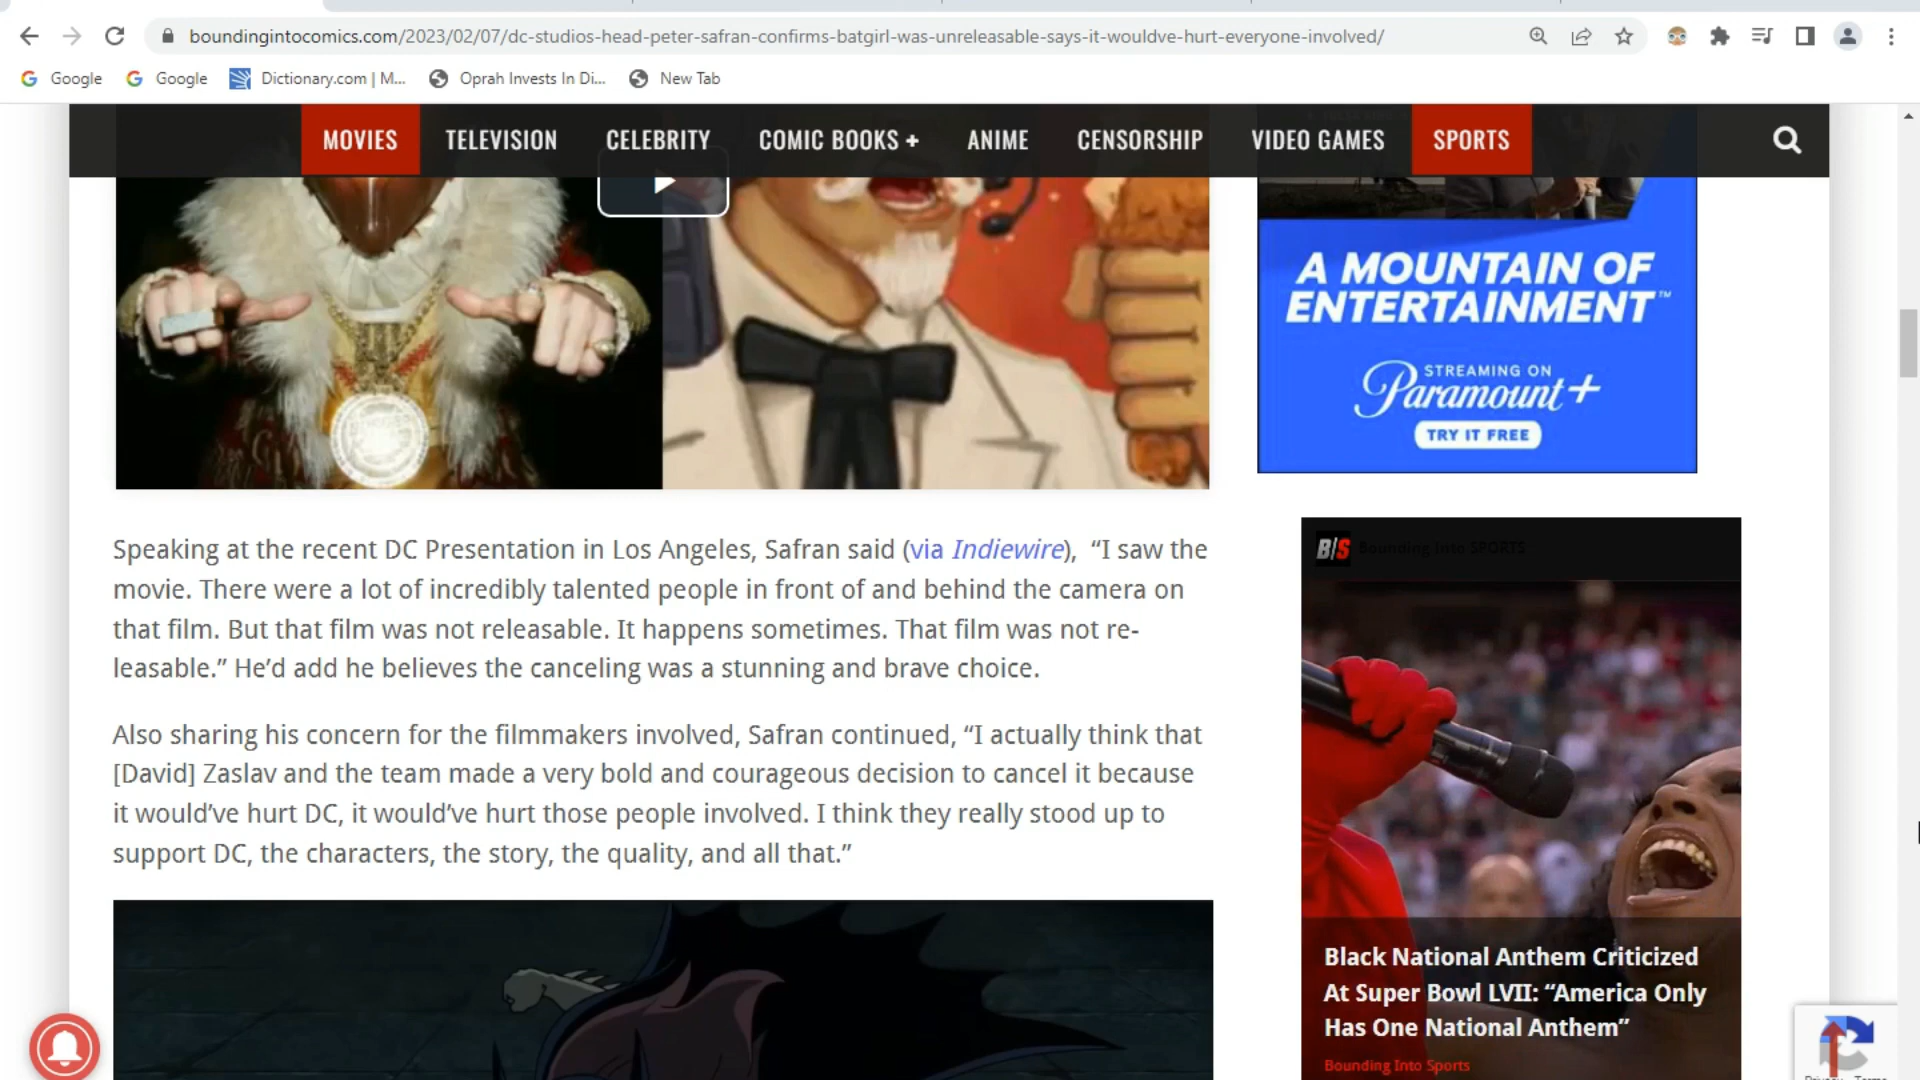 boundingintocomics.com/2023/02/07/dc-studios-head-peter-safran-confirms-batgirl-was-unreleasable-says-it-wouldve-hurt-everyone-involved/
Google
Google
Dictionary.com | M...
Oprah Invests In Di...
New Tab
MOVIES
TELEVISION
CELEBRITY
COMIC BOOKS +
ANIME
CENSORSHIP
VIDEO GAMES
SPORTS
A MOUNTAIN OF
ENTERTAINMENT™
STREAMING ON
Paramount+
TRY IT FREE
Speaking at the recent DC Presentation in Los Angeles, Safran said (via Indiewire), “I saw the
movie. There were a lot of incredibly talented people in front of and behind the camera on
that film. But that film was not releasable. It happens sometimes. That film was not re-
leasable.” He’d add he believes the canceling was a stunning and brave choice.
Also sharing his concern for the filmmakers involved, Safran continued, “I actually think that
[David] Zaslav and the team made a very bold and courageous decision to cancel it because
it would’ve hurt DC, it would’ve hurt those people involved. I think they really stood up to
support DC, the characters, the story, the quality, and all that.”
B/S Bounding Into SPORTS
Black National Anthem Criticized
At Super Bowl LVII: “America Only
Has One National Anthem”
Bounding Into Sports